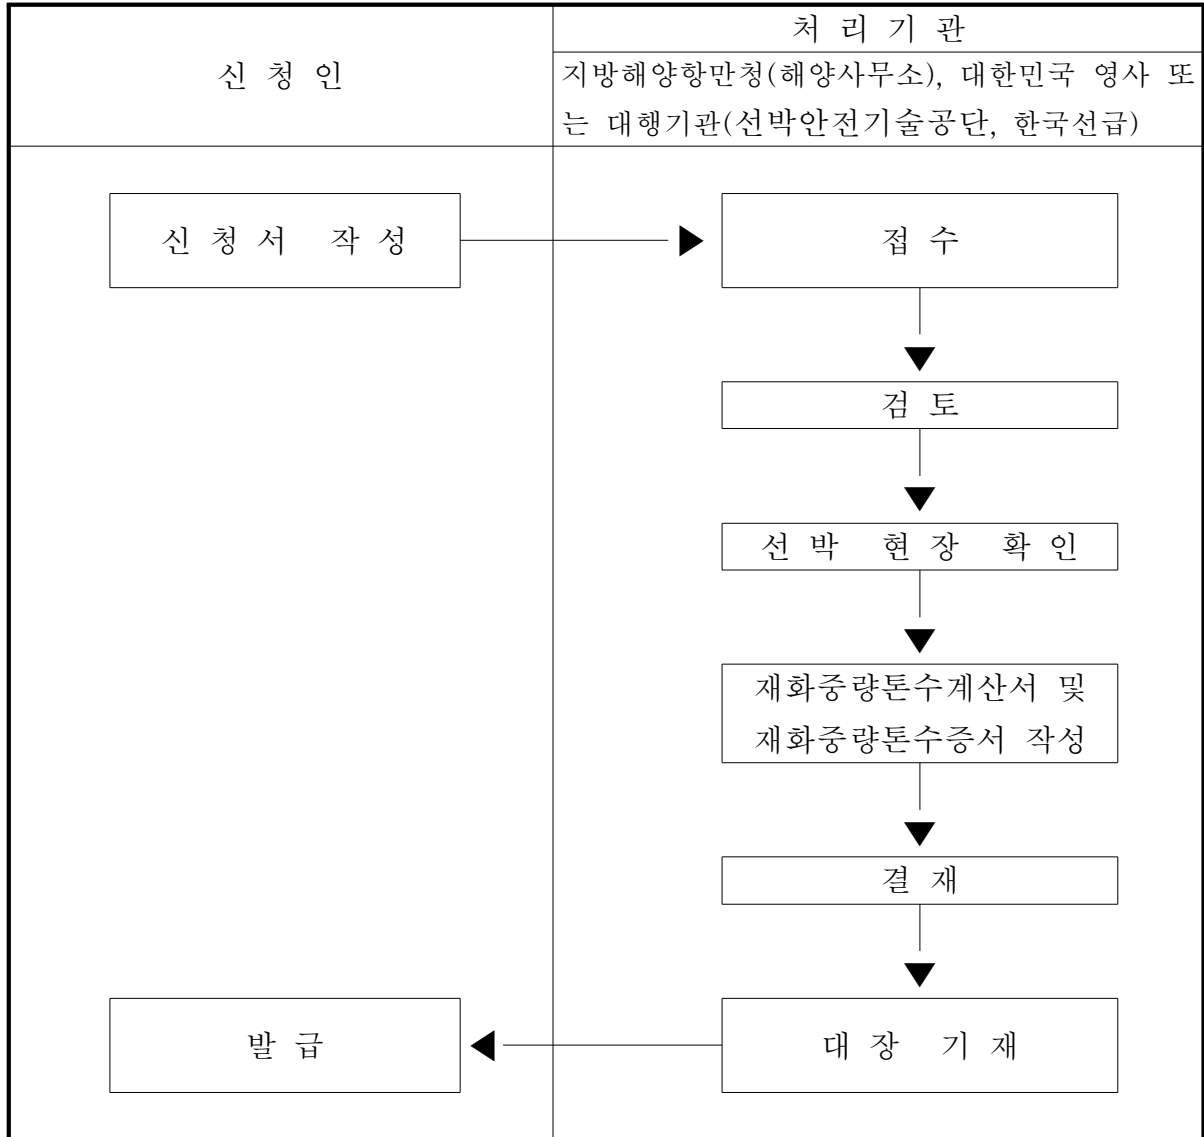 신 청 인
처 리 기 관
지방해양항만청(해양사무소), 대한민국 영사 또
는 대행기관(선박안전기술공단, 한국선급)
신 청 서 작 성
접 수
검 토
선 박 현 장 확 인
재화중량톤수계산서 및
재화중량톤수증서 작성
결 재
대 장 기 재
발 급